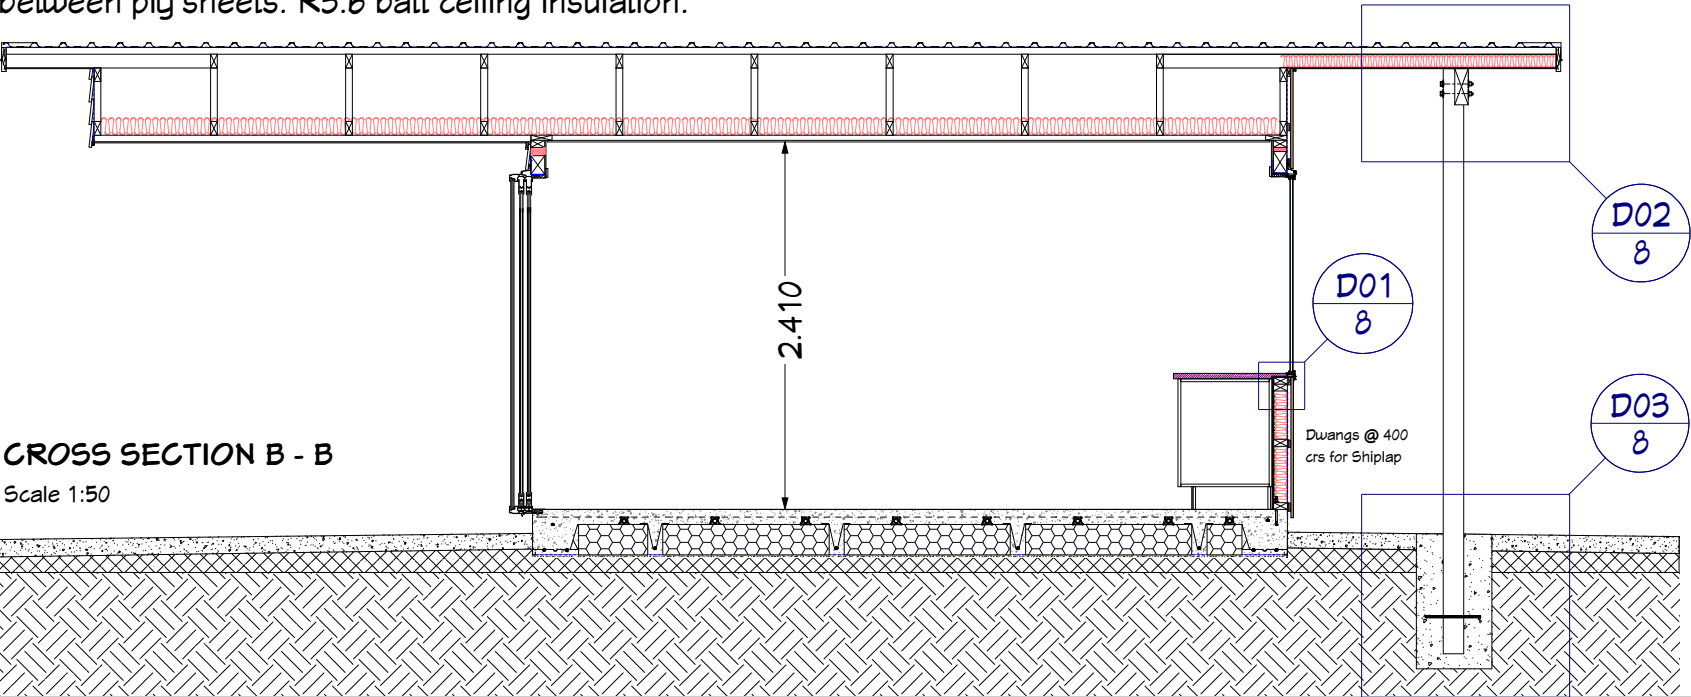 between ply sheets. R3.6 batt ceiling insulation.
D02
8
2.410
D01
8
D03
8
Dwangs @ 400
crs for Shiplap
CROSS SECTION B - B
Scale 1:50